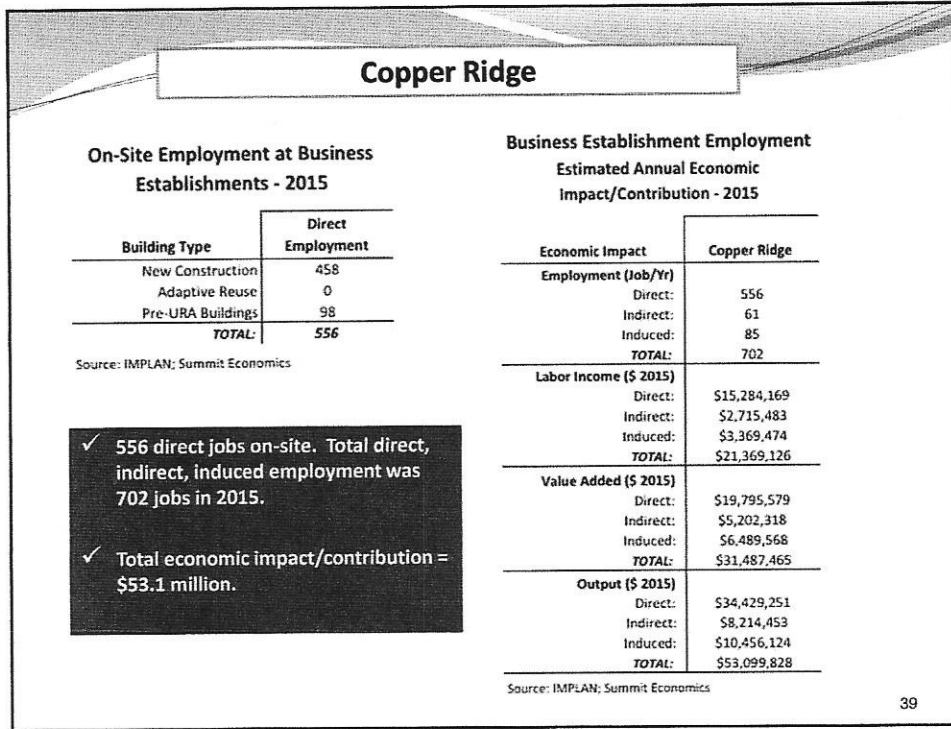 Copper Ridge
On-Site Employment at Business
Establishments - 2015
Direct
Building Type Employment
New Construction 458
Adaptive Reuse 0
Pre-URA Buildings 98
TOTAL: 556
Source: IMPLAN; Summit Economics
✓ 556 direct jobs on-site. Total direct,
indirect, induced employment was
702 jobs in 2015.
✓ Total economic impact/contribution =
$53.1 million.
Business Establishment Employment
Estimated Annual Economic
Impact/Contribution - 2015
Economic Impact Copper Ridge
Employment (Job/Yr)
Direct: 556
Indirect: 61
Induced: 85
TOTAL: 702
Labor Income ($ 2015)
Direct: $15,284,169
Indirect: $2,715,483
Induced: $3,369,474
TOTAL: $21,369,126
Value Added ($ 2015)
Direct: $19,795,579
Indirect: $5,202,318
Induced: $6,489,568
TOTAL: $31,487,465
Output ($ 2015)
Direct: $34,429,251
Indirect: $8,214,453
Induced: $10,456,124
TOTAL: $53,099,828
Source: IMPLAN; Summit Economics
39